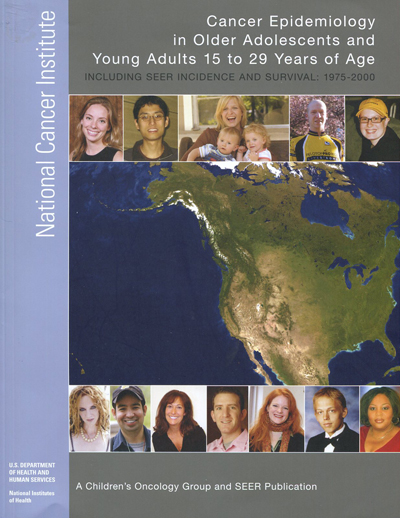 National Cancer Institute
Cancer Epidemiology
in Older Adolescents and
Young Adults 15 to 29 Years of Age
INCLUDING SEER INCIDENCE AND SURVIVAL: 1975-2000
U.S. DEPARTMENT
OF HEALTH AND
HUMAN SERVICES
National Institutes
of Health
A Children's Oncology Group and SEER Publication